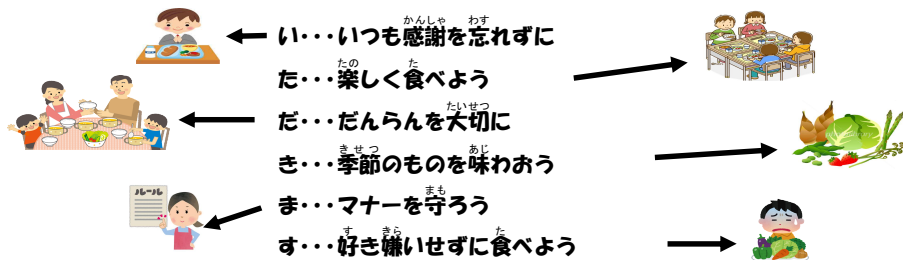 い・・・いつも感謝を忘れずに
た・・・楽しく食べよう
だ・・・だんらんを大切に
き・・・季節のものを味わおう
ま・・・マナーを守ろう
す・・・好き嫌いせずに食べよう
ルール